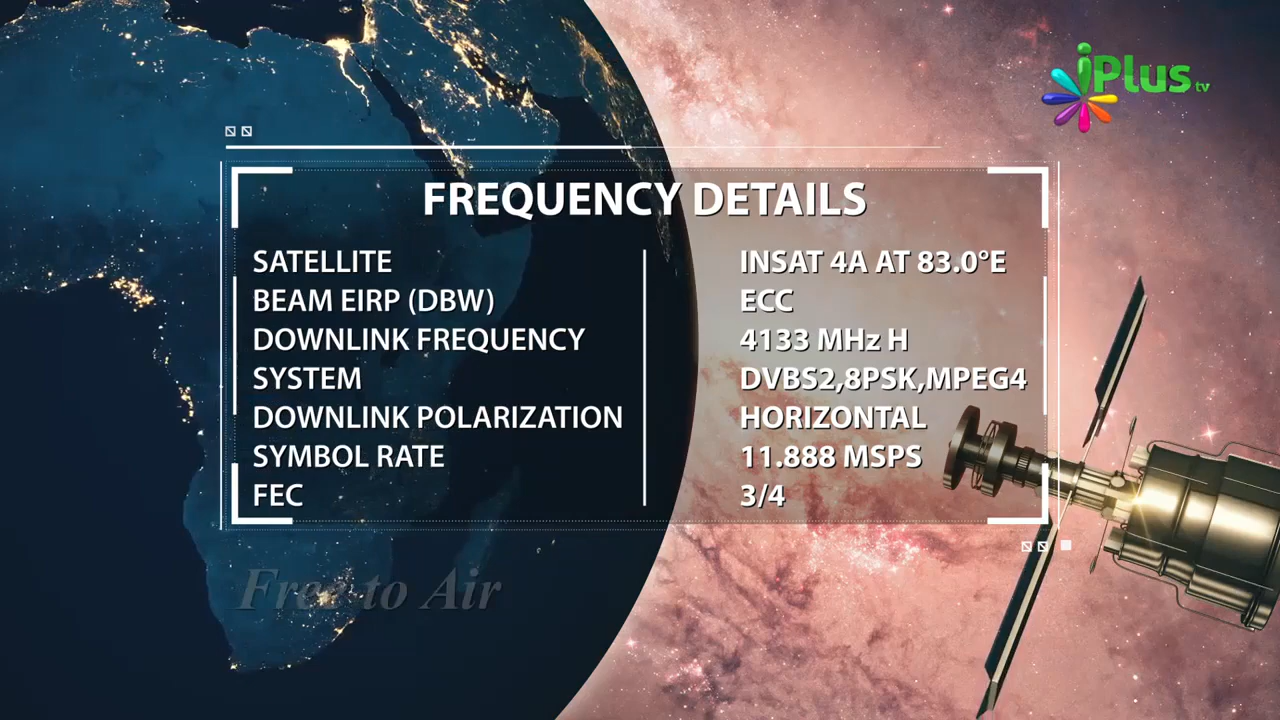 iPlus tv
FREQUENCY DETAILS
SATELLITE INSAT 4A AT 83.0°E
BEAM EIRP (DBW) ECC
DOWNLINK FREQUENCY 4133 MHz H
SYSTEM DVBS2,8PSK,MPEG4
DOWNLINK POLARIZATION HORIZONTAL
SYMBOL RATE 11.888 MSPS
FEC 3/4
Free to Air